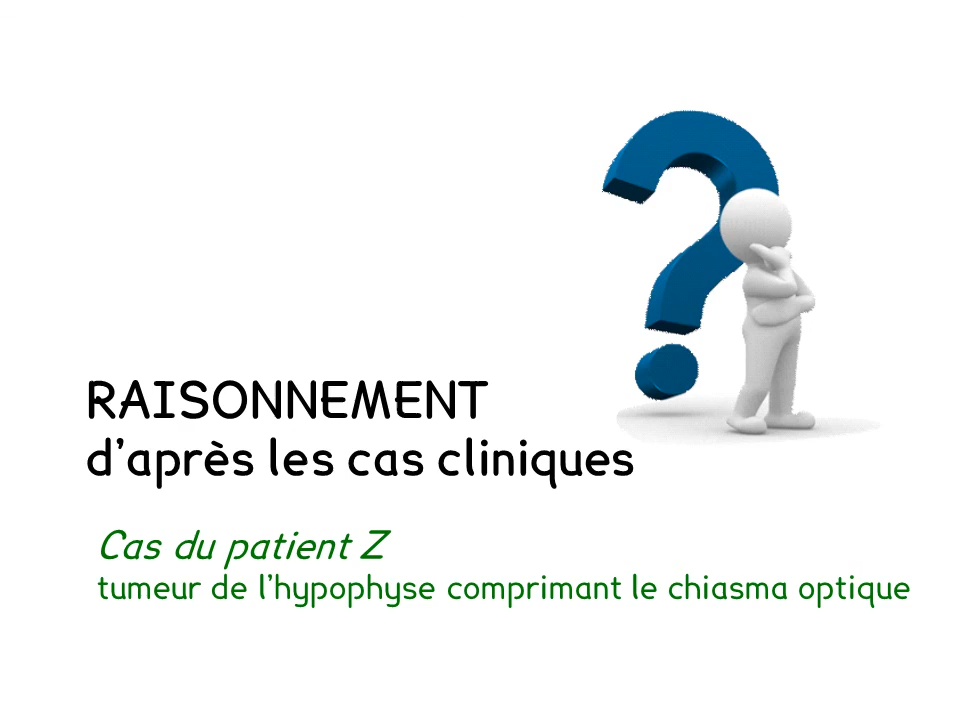 RAISONNEMENT
d’après les cas cliniques
Cas du patient Z
tumeur de l’hypophyse comprimant le chiasma optique